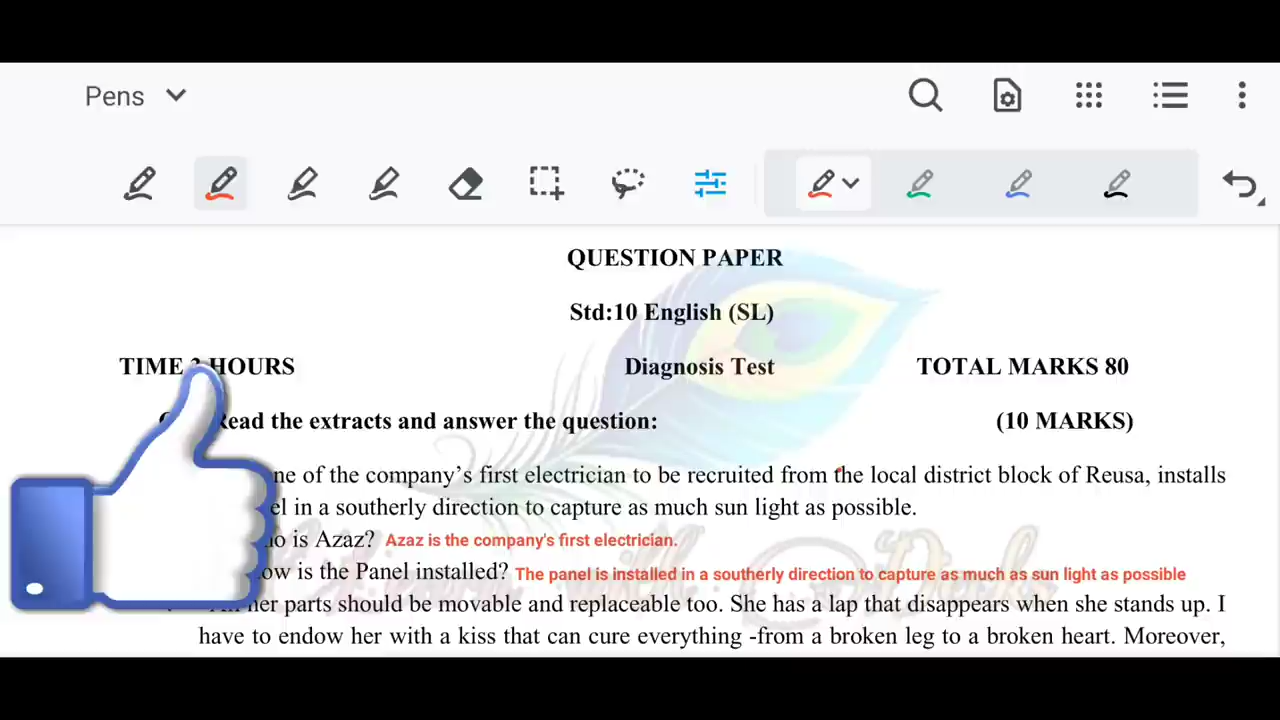 Pens
QUESTION PAPER
Std:10 English (SL)
TIME HOURS
Diagnosis Test
TOTAL MARKS 80
Read the extracts and answer the question:
(10 MARKS)
of the company's first electrician to be recruited from the local district block of Reusa, installs
in a southerly direction to capture as much sun light as possible.
is Azaz? Azaz is the company's first electrician.
is the Panel installed? The panel is installed in a southerly direction to capture as much as sun light as possible
her parts should be movable and replaceable too. She has a lap that disappears when she stands up. I
have to endow her with a kiss that can cure everything -from a broken leg to a broken heart. Moreover,